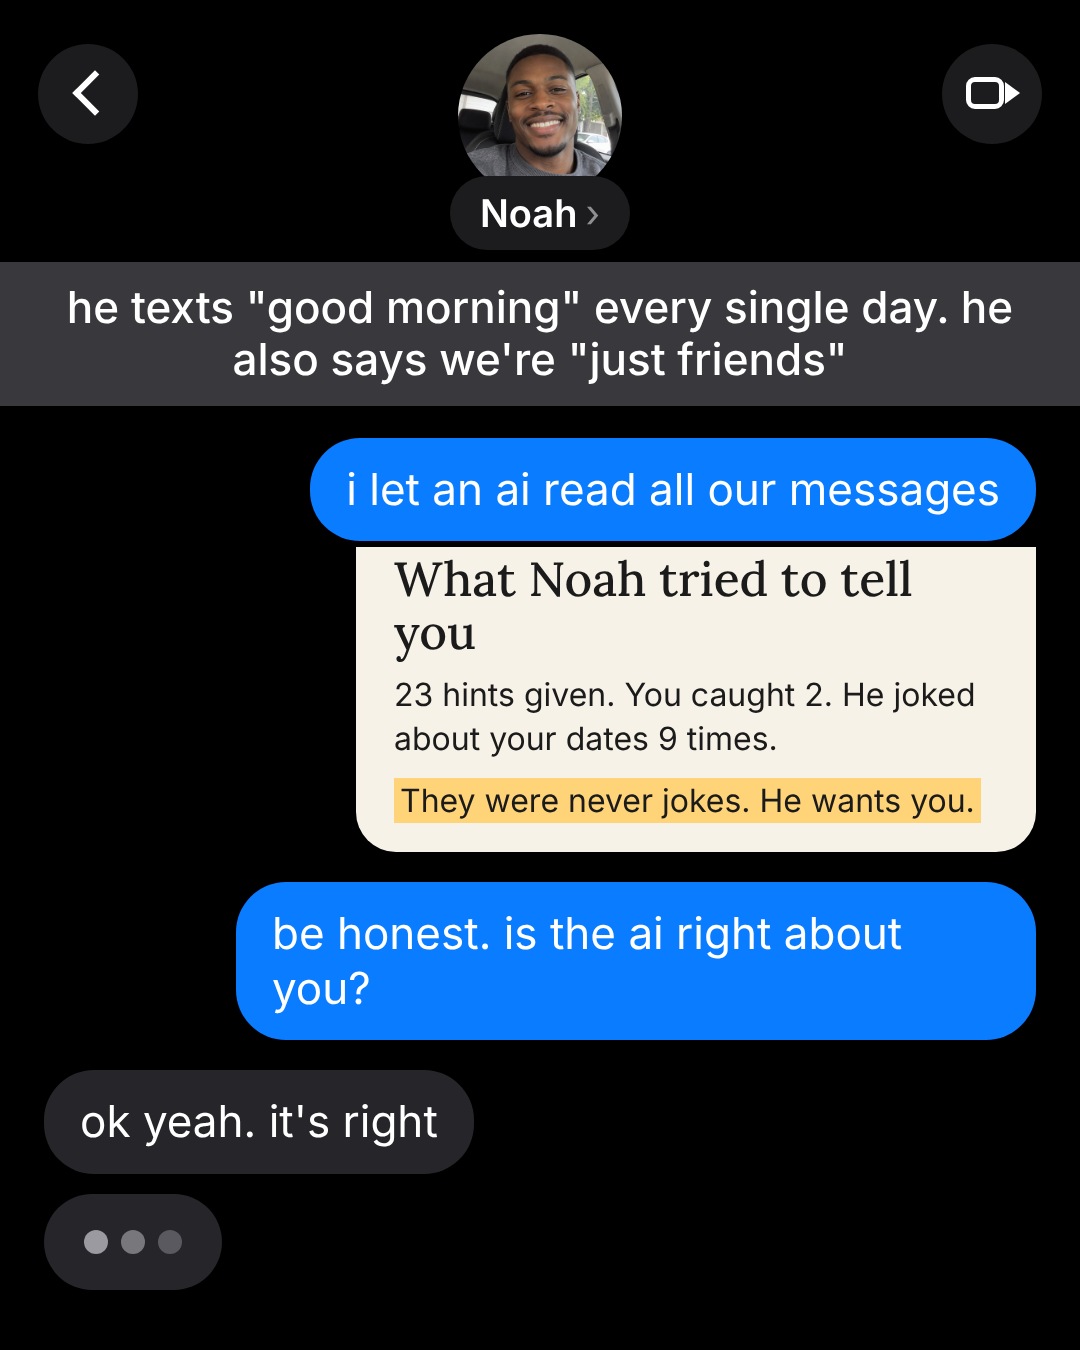 Noah ›
he texts "good morning" every single day. he
also says we're "just friends"
i let an ai read all our messages
What Noah tried to tell
you
23 hints given. You caught 2. He joked
about your dates 9 times.
They were never jokes. He wants you.
be honest. is the ai right about
you?
ok yeah. it's right